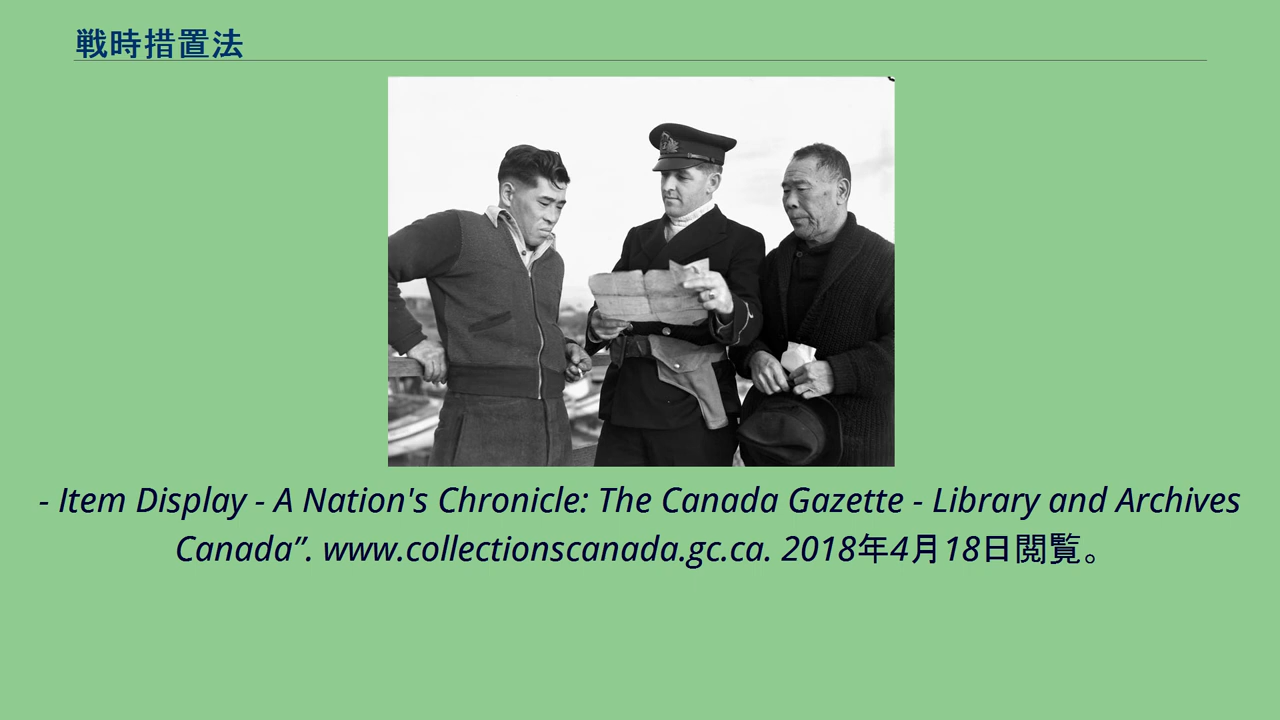 戦時措置法
- Item Display - A Nation's Chronicle: The Canada Gazette - Library and Archives
Canada”. www.collectionscanada.gc.ca. 2018年4月18日閲覧。